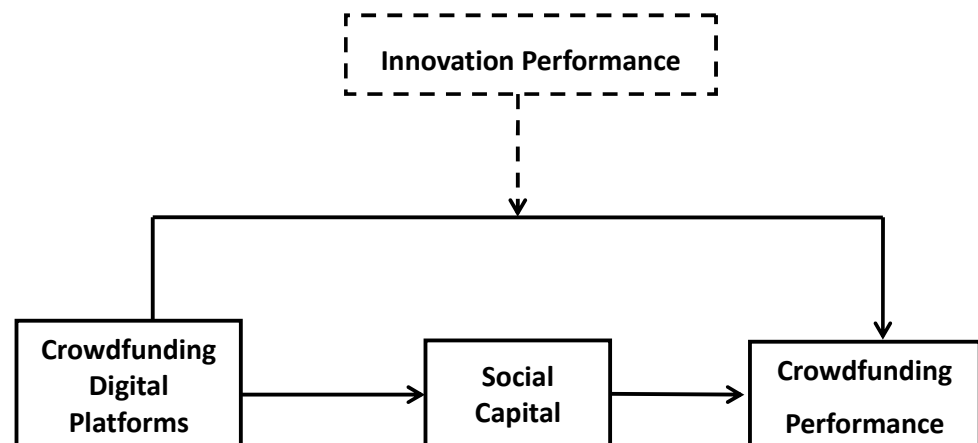 Innovation Performance
Crowdfunding
Digital
Platforms
Social
Capital
Crowdfunding
Performance